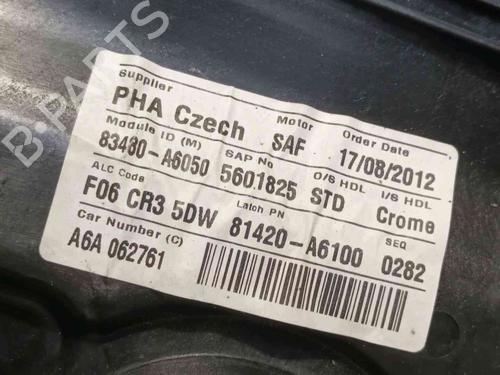 B-PARTS
Supplier Motor Order Date
PHA Czech SAF 17/08/2012
Module ID (M) SAP No O/S HDL I/S HDL
83480-A6050 5601825 STD Crome
ALC Code Latch PN SEQ
F06 CR3 5DW 81420-A6100 0282
Car Number (C)
A6A 062761